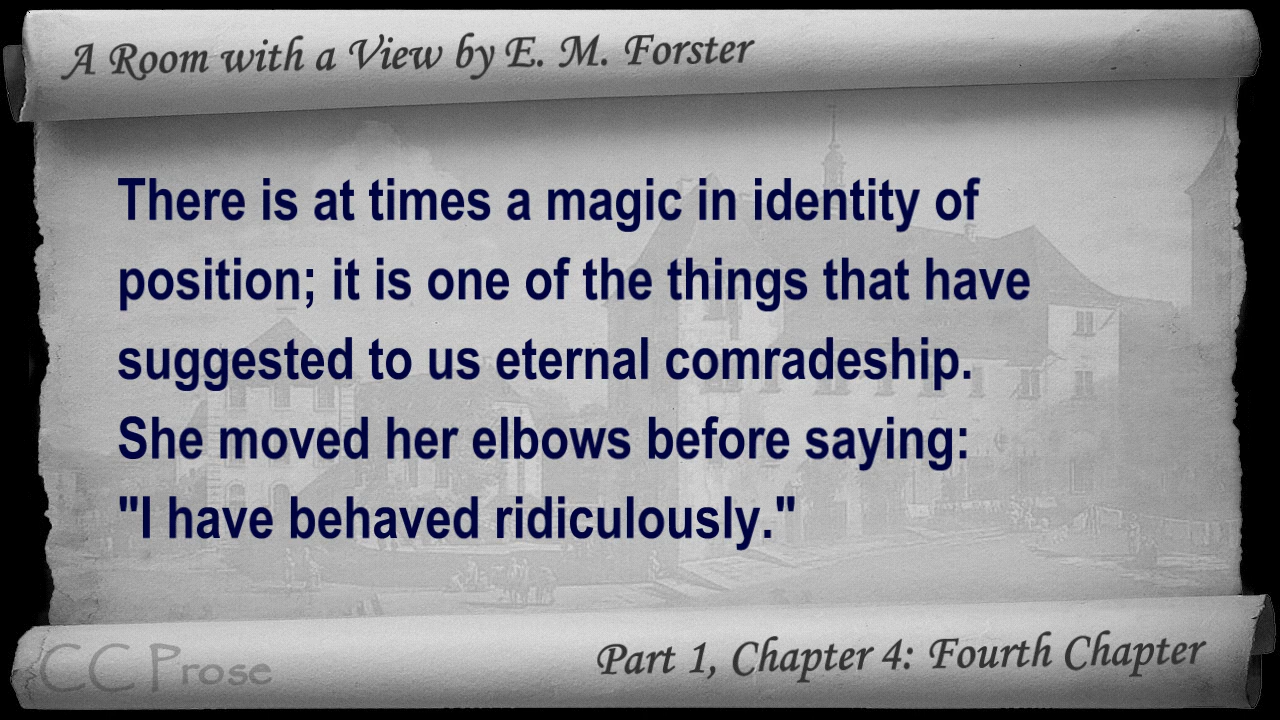 A Room with a View by E. M. Forster
There is at times a magic in identity of
position; it is one of the things that have
suggested to us eternal comradeship.
She moved her elbows before saying:
"I have behaved ridiculously."
CC Prose
Part 1, Chapter 4: Fourth Chapter